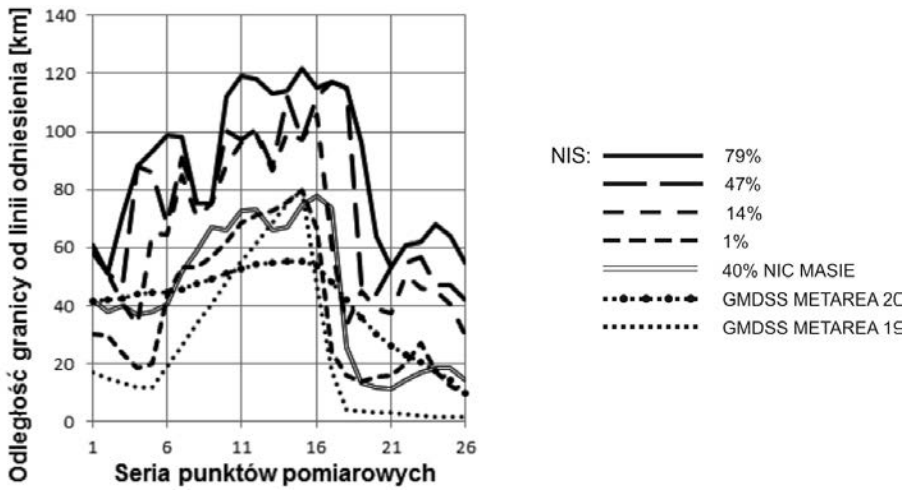 Odległość granicy od linii odniesienia [km]
140
120
100
80
60
40
20
0
1 6 11 16 21 26
Seria punktów pomiarowych
NIS: 79%
47%
14%
1%
40% NIC MASIE
GMDSS METAREA 20
GMDSS METAREA 19